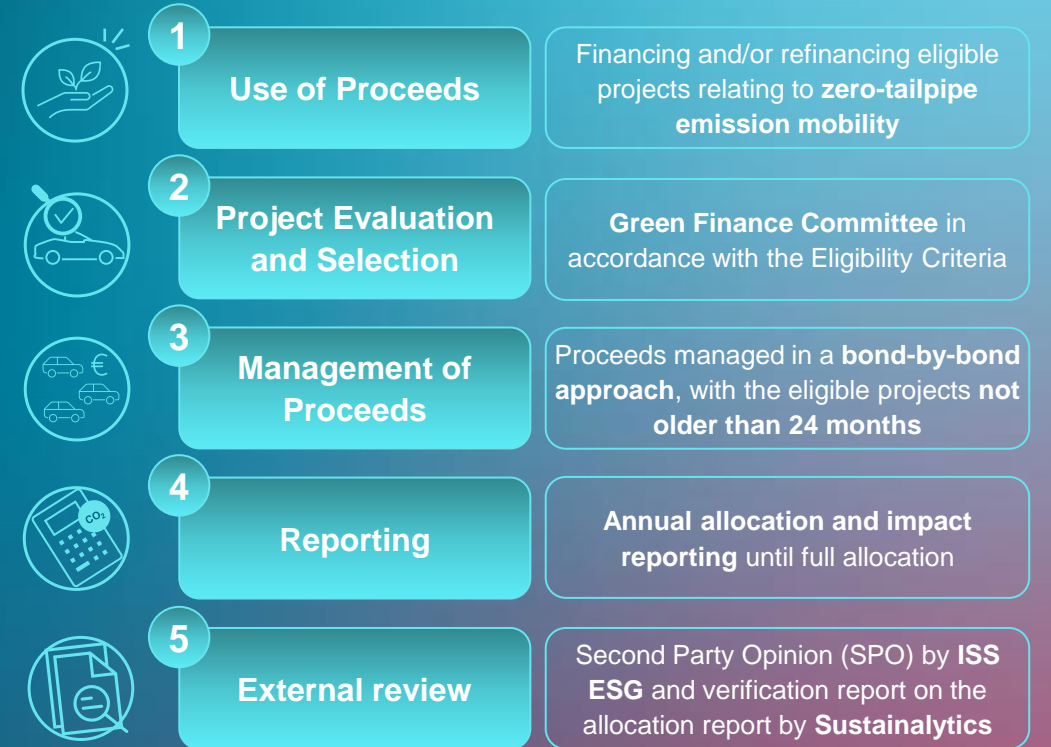 1
Use of Proceeds
Financing and/or refinancing eligible
projects relating to zero-tailpipe
emission mobility
2
Project Evaluation
and Selection
Green Finance Committee in
accordance with the Eligibility Criteria
€
3
Management of
Proceeds
Proceeds managed in a bond-by-bond
approach, with the eligible projects not
older than 24 months
CO₂
4
Reporting
Annual allocation and impact
reporting until full allocation
5
External review
Second Party Opinion (SPO) by ISS
ESG and verification report on the
allocation report by Sustainalytics